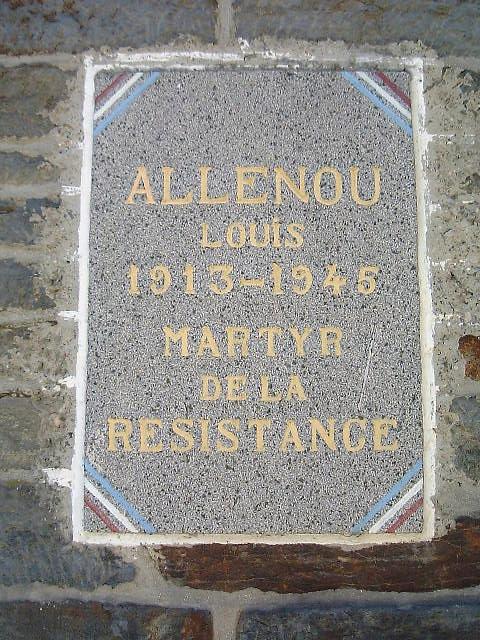 ALLENOU
LOUIS
1913-1945
MARTYR
DE LA
RESISTANCE